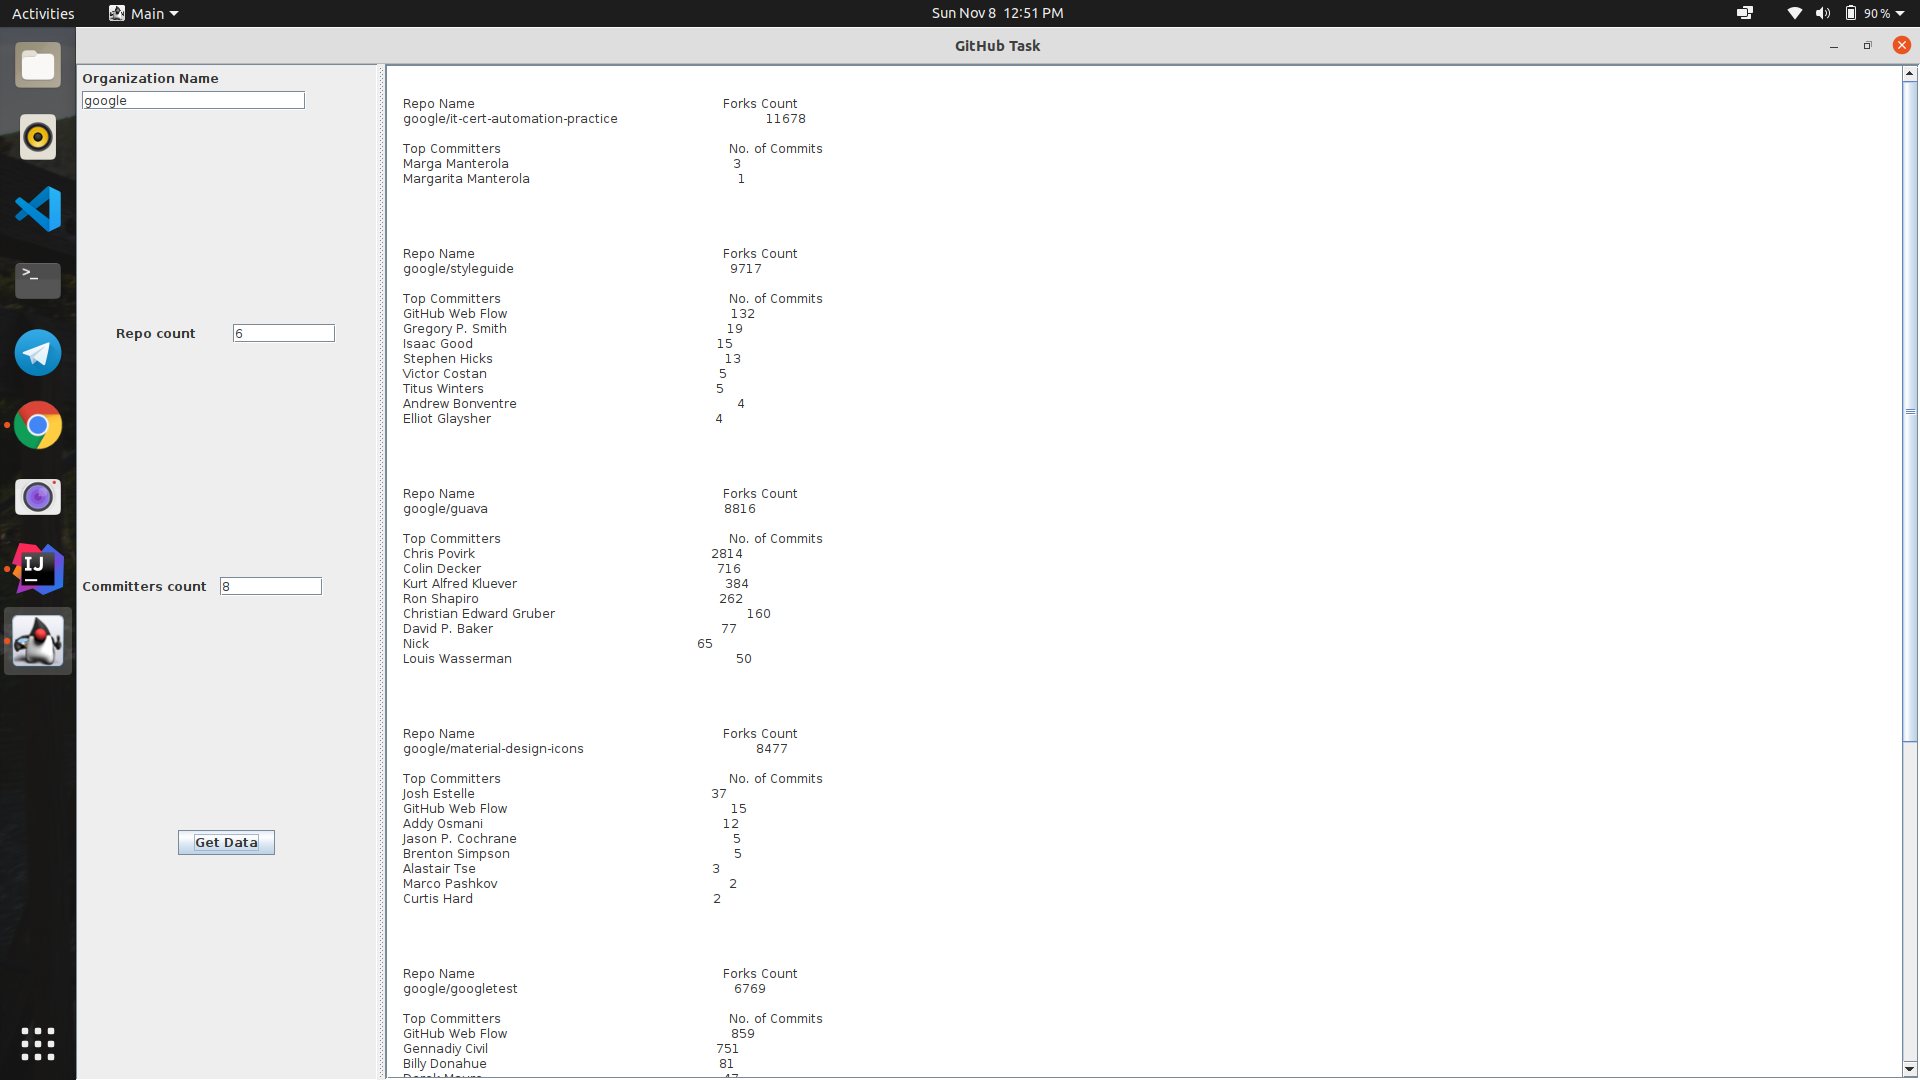 Activities Main Sun Nov 8 12:51 PM 90 %
GitHub Task
Organization Name
google
Repo count 6
Committers count 8
Get Data
Repo Name Forks Count
google/it-cert-automation-practice 11678
Top Committers No. of Commits
Marga Manterola 3
Margarita Manterola 1
Repo Name Forks Count
google/styleguide 9717
Top Committers No. of Commits
GitHub Web Flow 132
Gregory P. Smith 19
Isaac Good 15
Stephen Hicks 13
Victor Costan 5
Titus Winters 5
Andrew Bonventre 4
Elliot Glaysher 4
Repo Name Forks Count
google/guava 8816
Top Committers No. of Commits
Chris Povirk 2814
Colin Decker 716
Kurt Alfred Kluever 384
Ron Shapiro 262
Christian Edward Gruber 160
David P. Baker 77
Nick 65
Louis Wasserman 50
Repo Name Forks Count
google/material-design-icons 8477
Top Committers No. of Commits
Josh Estelle 37
GitHub Web Flow 15
Addy Osmani 12
Jason P. Cochrane 5
Brenton Simpson 5
Alastair Tse 3
Marco Pashkov 2
Curtis Hard 2
Repo Name Forks Count
google/googletest 6769
Top Committers No. of Commits
GitHub Web Flow 859
Gennadiy Civil 751
Billy Donahue 81
>_
IJ